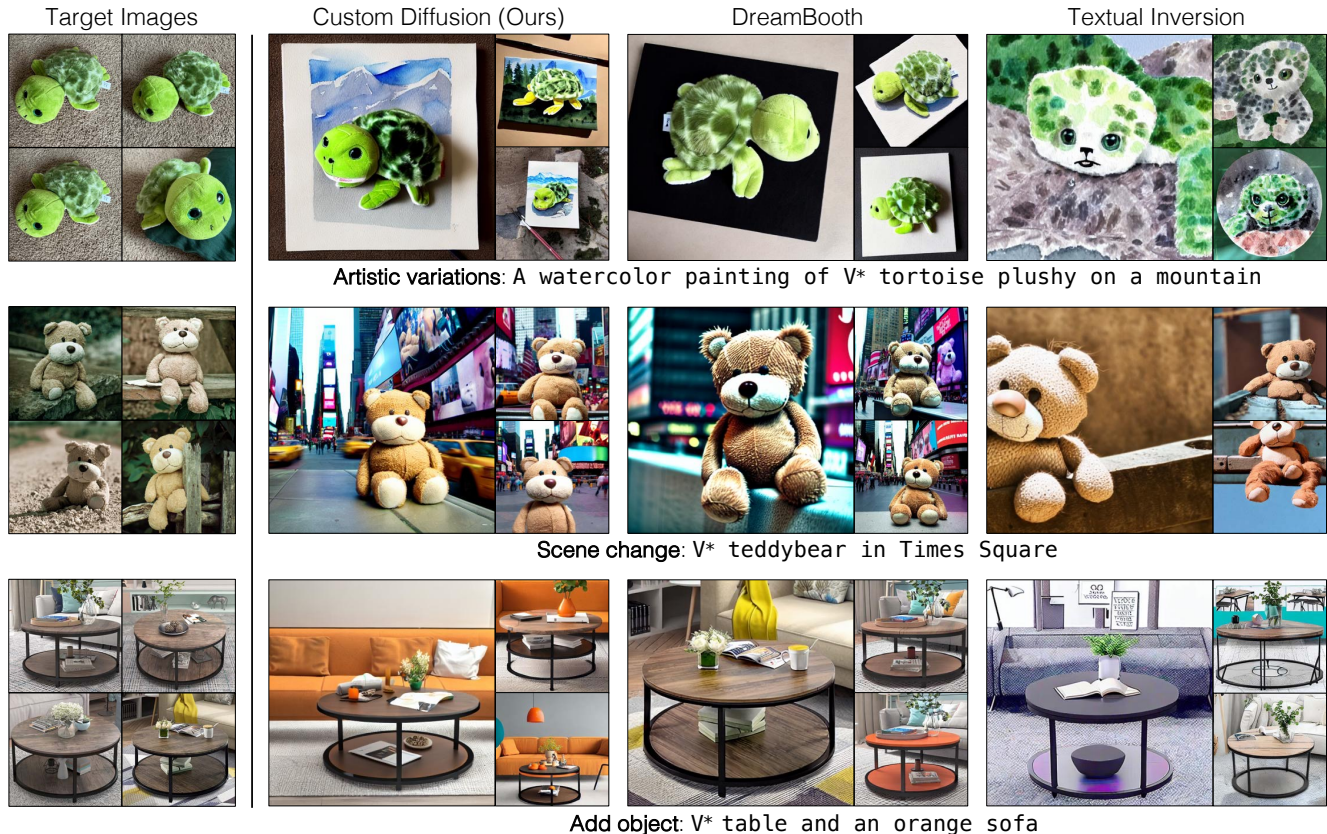 Target Images
Custom Diffusion (Ours)
DreamBooth
Textual Inversion
Artistic variations: A watercolor painting of V* tortoise plushy on a mountain
Scene change: V* teddybear in Times Square
Add object: V* table and an orange sofa